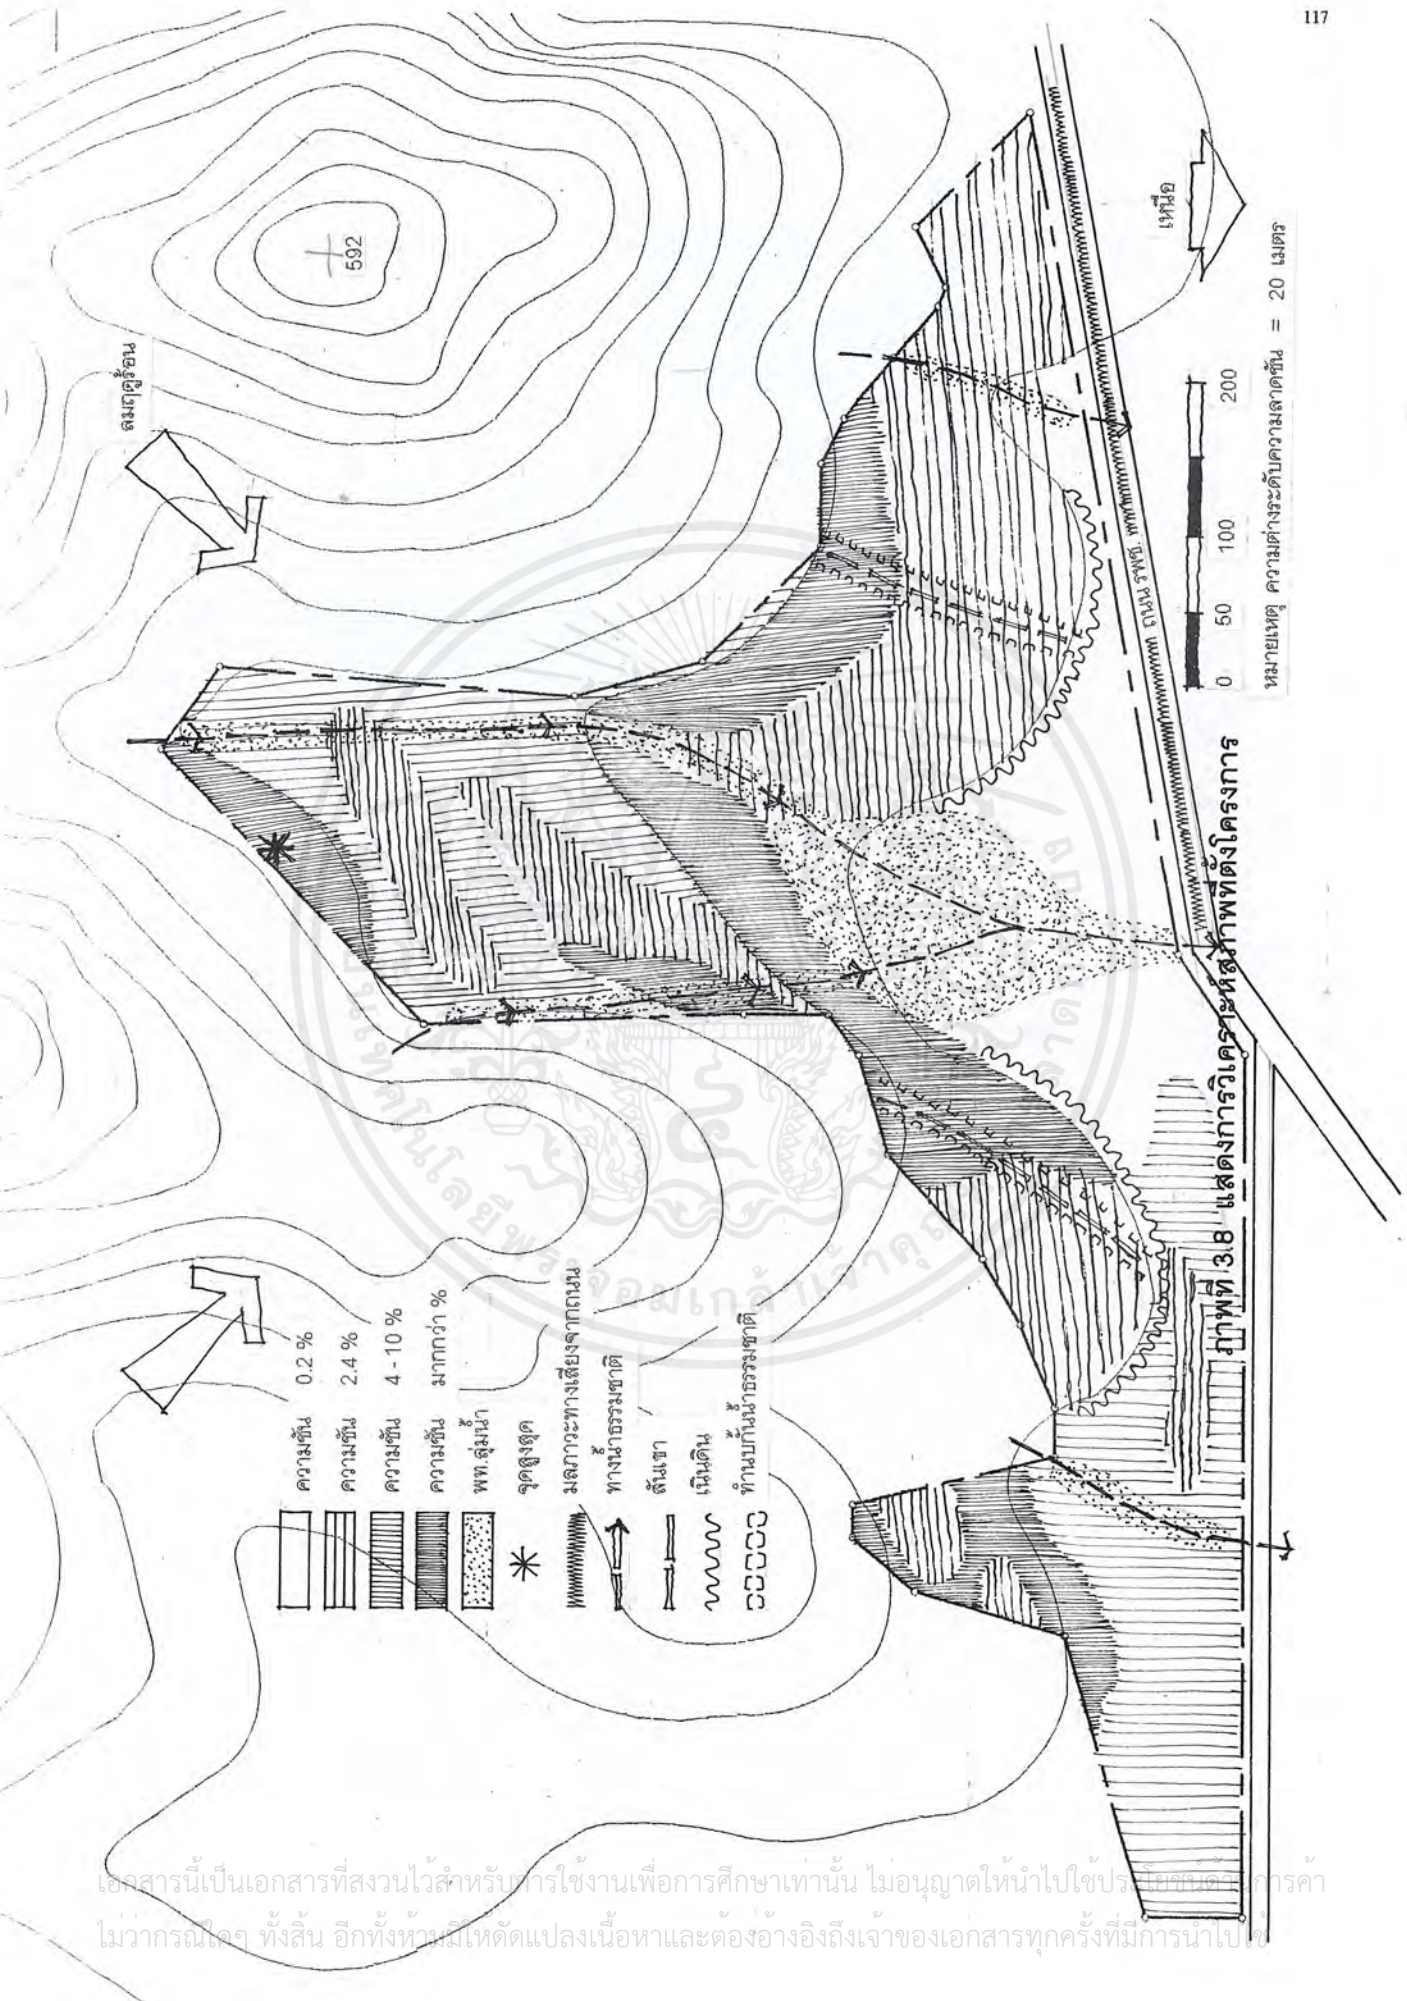 117
592
ลมฤดูร้อน
เหนือ
ความชัน 0.2 %
ความชัน 2.4 %
ความชัน 4 - 10 %
ความชัน มากกว่า %
พท.ลุ่มน้ำ
จุดสูงสุด
มลภาวะทางเสียงจากถนน
ทางน้ำธรรมชาติ
สันเขา
เนินดิน
ทำนบกั้นน้ำธรรมชาติ
ถนน รพช.
0 50 100 200
หมายเหตุ ความต่างระดับความลาดชัน = 20 เมตร
ภาพที่ 3.8 แสดงการวิเคราะห์สภาพที่ตั้งโครงการ
เอกสารนี้เป็นเอกสารที่สงวนไว้สำหรับการใช้งานเพื่อการศึกษาเท่านั้น ไม่อนุญาตให้นำไปใช้ประโยชน์ด้านการค้า
ไม่ว่ากรณีใดๆ ทั้งสิ้น อีกทั้งห้ามมิให้ดัดแปลงเนื้อหาและต้องอ้างอิงถึงเจ้าของเอกสารทุกครั้งที่มีการนำไปใช้